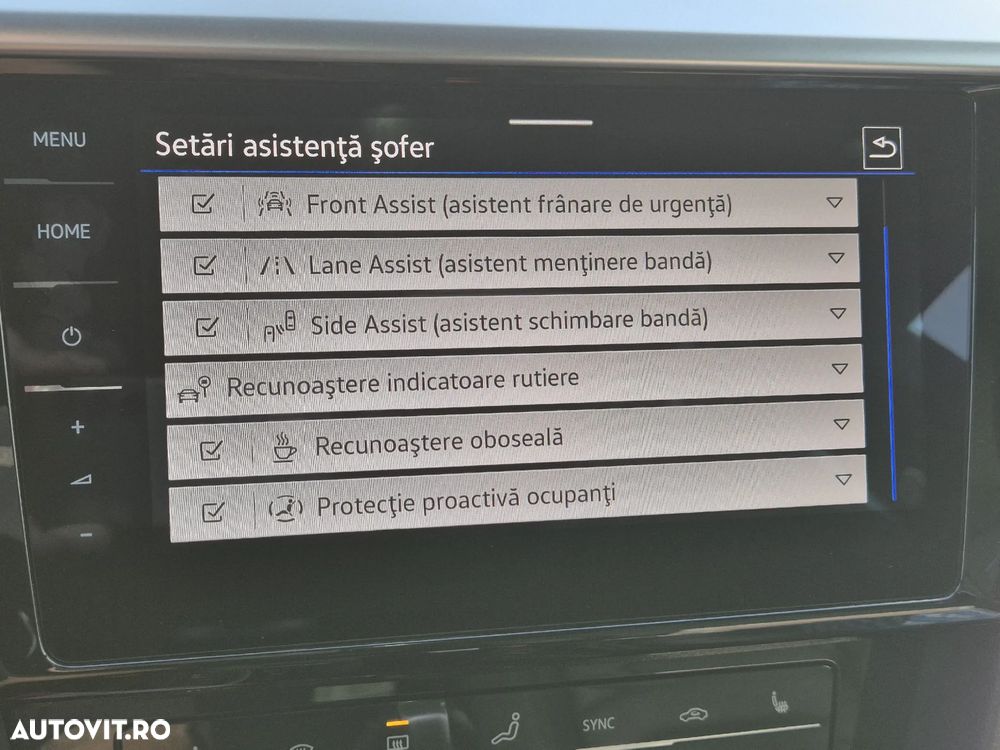 MENU
Setări asistenţă şofer
HOME
Front Assist (asistent frânare de urgenţă)
Lane Assist (asistent menţinere bandă)
Side Assist (asistent schimbare bandă)
Recunoaştere indicatoare rutiere
Recunoaştere oboseală
Protecţie proactivă ocupanţi
SYNC
AUTOVIT.RO